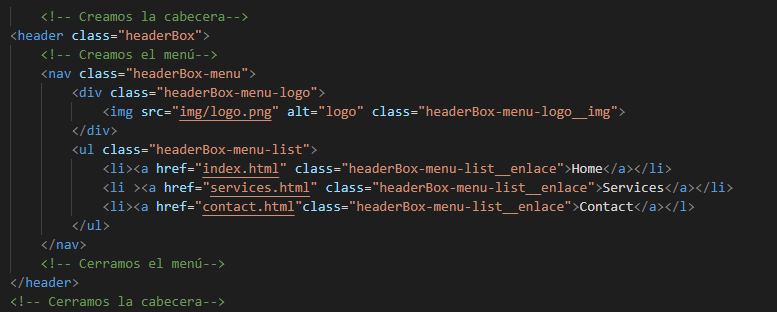 <!-- Creamos la cabecera-->
<header class="headerBox">
<!-- Creamos el menú-->
<nav class="headerBox-menu">
<div class="headerBox-menu-logo">
<img src="img/logo.png" alt="logo" class="headerBox-menu-logo__img">
</div>
<ul class="headerBox-menu-list">
<li><a href="index.html" class="headerBox-menu-list__enlace">Home</a></li>
<li ><a href="services.html" class="headerBox-menu-list__enlace">Services</a></li>
<li><a href="contact.html"class="headerBox-menu-list__enlace">Contact</a></l>
</ul>
</nav>
<!-- Cerramos el menú-->
</header>
<!-- Cerramos la cabecera-->